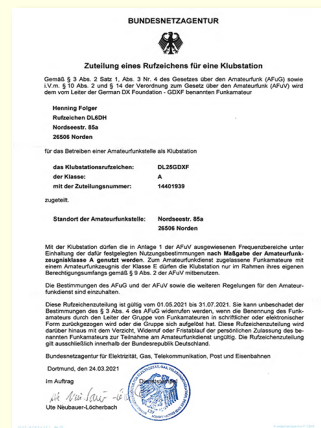 BUNDESNETZAGENTUR
Zuteilung eines Rufzeichens für eine Klubstation
Gemäß § 3 Abs. 2 Satz 1, Abs. 3 Nr. 4 des Gesetzes über den Amateurfunk (AFuG) sowie
i.V.m. § 10 Abs. 2 und § 14 der Verordnung zum Gesetz über den Amateurfunk (AFuV) wird
dem vom Leiter der German DX Foundation - GDXF benannten Funkamateur
Henning Folger
Rufzeichen DL6DH
Nordseestr. 85a
26506 Norden
für das Betreiben einer Amateurfunkstelle als Klubstation
das Klubstationsrufzeichen: DL25GDXF
der Klasse: A
mit der Zuteilungsnummer: 14401939
zugeteilt.
Standort der Amateurfunkstelle: Nordseestr. 85a
26506 Norden
Mit der Klubstation dürfen die in Anlage 1 der AFuV ausgewiesenen Frequenzbereiche unter
Einhaltung der dafür festgelegten Nutzungsbestimmungen nach Maßgabe der Amateurfunk-
zeugnisklasse A genutzt werden. Zum Amateurfunkdienst zugelassene Funkamateure mit
einem Amateurfunkzeugnis der Klasse E dürfen die Klubstation nur im Rahmen ihres eigenen
Berechtigungsumfangs gemäß § 9 Abs. 2 der AFuV mitbenutzen.
Die Bestimmungen des AFuG und der AFuV sowie die weiteren Regelungen für den Amateur-
funkdienst sind einzuhalten.
Diese Rufzeichenzuteilung ist gültig vom 01.05.2021 bis 31.07.2021. Sie kann unbeschadet der
Bestimmungen des § 3 Abs. 4 des AFuG widerrufen werden, wenn die Benennung des Funk-
amateurs durch den Leiter der Gruppe von Funkamateuren in schriftlicher oder elektronischer
Form zurückgezogen wird oder die Gruppe sich aufgelöst hat. Diese Rufzeichenzuteilung wird
darüber hinaus mit dem Verzicht, Widerruf oder Fristablauf der persönlichen Zulassung des be-
nannten Funkamateurs zur Teilnahme am Amateurfunkdienst ungültig. Die Rufzeichenzuteilung
gilt ausschließlich innerhalb der Bundesrepublik Deutschland.
Bundesnetzagentur für Elektrizität, Gas, Telekommunikation, Post und Eisenbahnen
Dortmund, den 24.03.2021
Im Auftrag
Ute Neubauer-Löcherbach